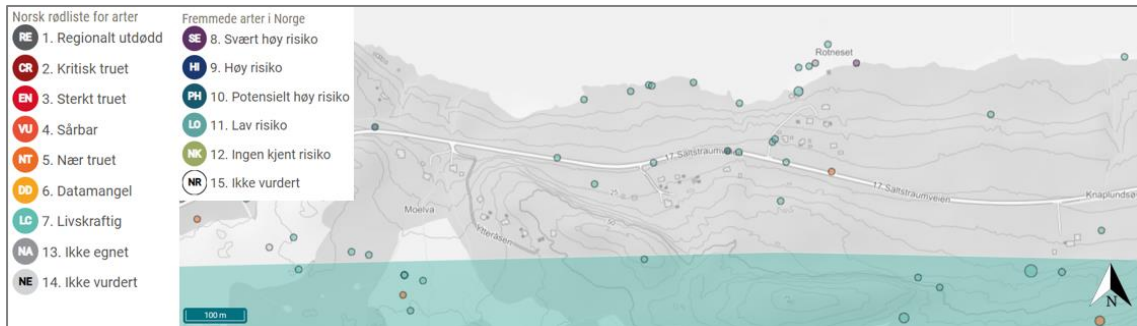 Norsk rødliste for arter
RE 1. Regionalt utdødd
CR 2. Kritisk truet
EN 3. Sterkt truet
VU 4. Sårbar
NT 5. Nær truet
DD 6. Datamangel
LC 7. Livskraftig
NA 13. Ikke egnet
NE 14. Ikke vurdert
Fremmede arter i Norge
SE 8. Svært høy risiko
HI 9. Høy risiko
PH 10. Potensielt høy risiko
LO 11. Lav risiko
NK 12. Ingen kjent risiko
NR 15. Ikke vurdert
Rotneset
17 Saltstraumveien
17 Saltstraumveien
Knaplundsø
Moelva
Ytteråsen
100 m
N